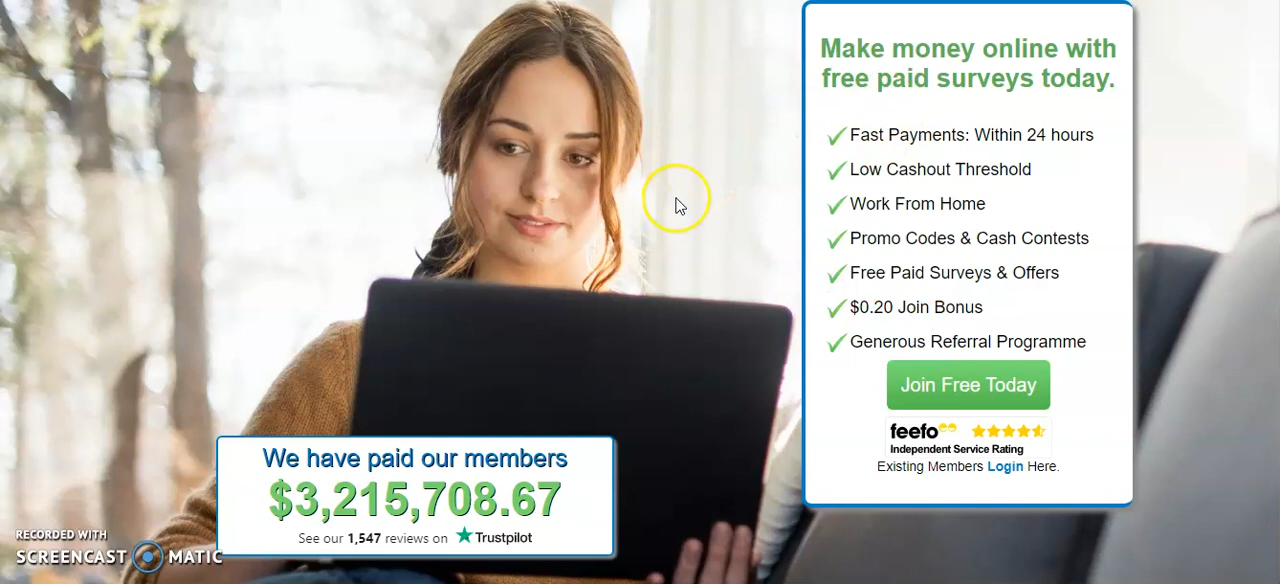 Make money online with
free paid surveys today.
Fast Payments: Within 24 hours
Low Cashout Threshold
Work From Home
Promo Codes & Cash Contests
Free Paid Surveys & Offers
$0.20 Join Bonus
Generous Referral Programme
Join Free Today
feefo
Independent Service Rating
Existing Members Login Here.
We have paid our members
$3,215,708.67
See our 1,547 reviews on Trustpilot
RECORDED WITH
SCREENCAST MATIC